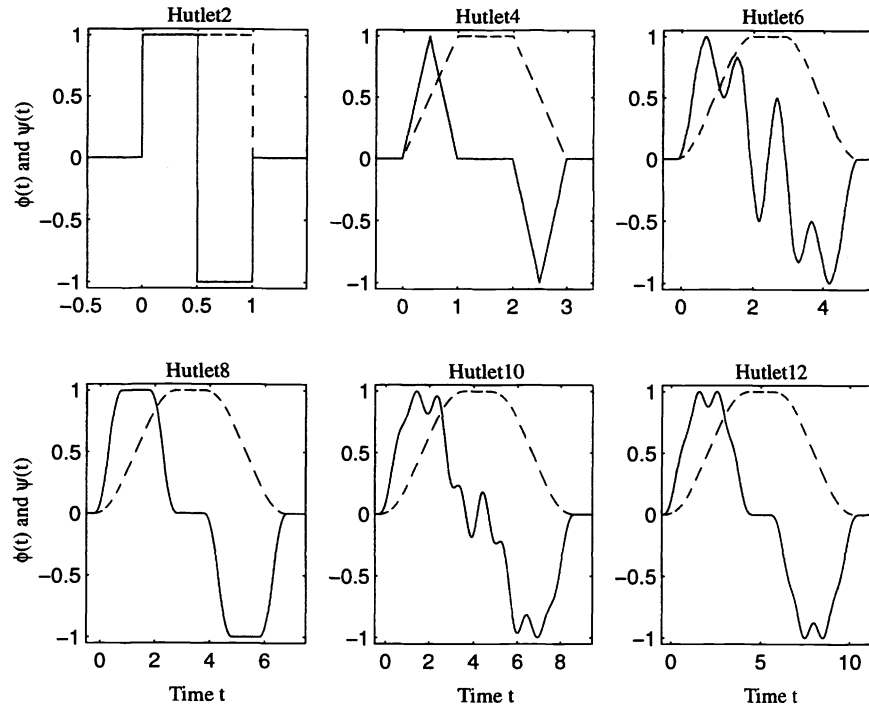 Hutlet2 Hutlet4 Hutlet6
ϕ(t) and ψ(t)
1 1 1
0.5 0.5 0.5
0 0 0
−0.5 −0.5 −0.5
−1 −1 −1
−0.5 0 0.5 1 0 1 2 3 0 2 4
Hutlet8 Hutlet10 Hutlet12
ϕ(t) and ψ(t)
1 1 1
0.5 0.5 0.5
0 0 0
−0.5 −0.5 −0.5
−1 −1 −1
0 2 4 6 0 2 4 6 8 0 5 10
Time t Time t Time t